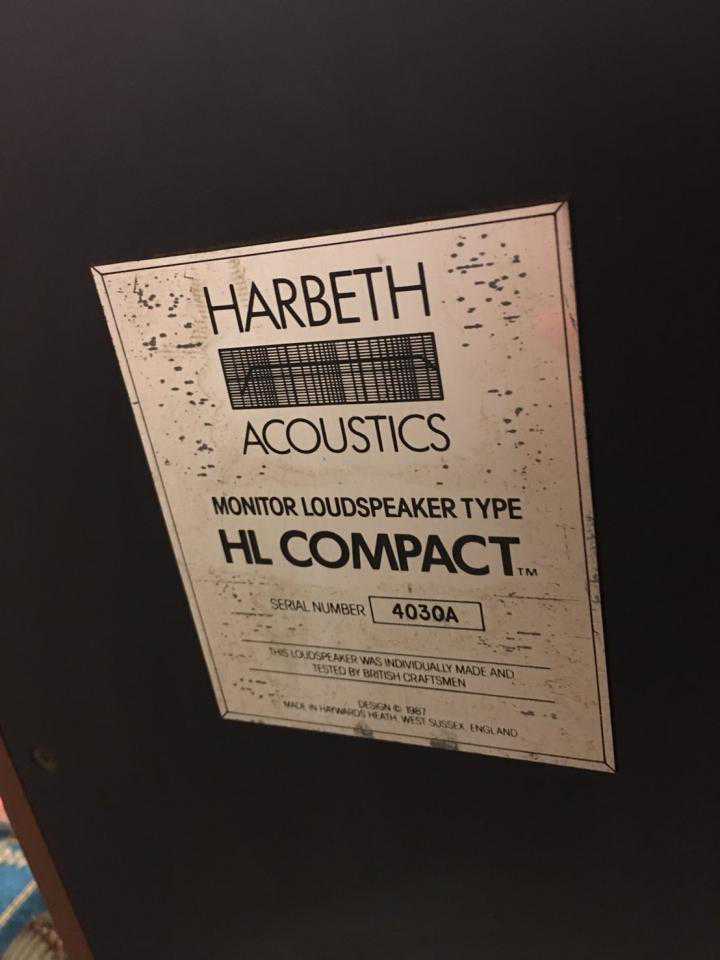 HARBETH
ACOUSTICS
MONITOR LOUDSPEAKER TYPE
HL COMPACT™
SERIAL NUMBER 4030A
THIS LOUDSPEAKER WAS INDIVIDUALLY MADE AND
TESTED BY BRITISH CRAFTSMEN
DESIGN © 1987
MADE IN HAYWARDS HEATH, WEST SUSSEX, ENGLAND